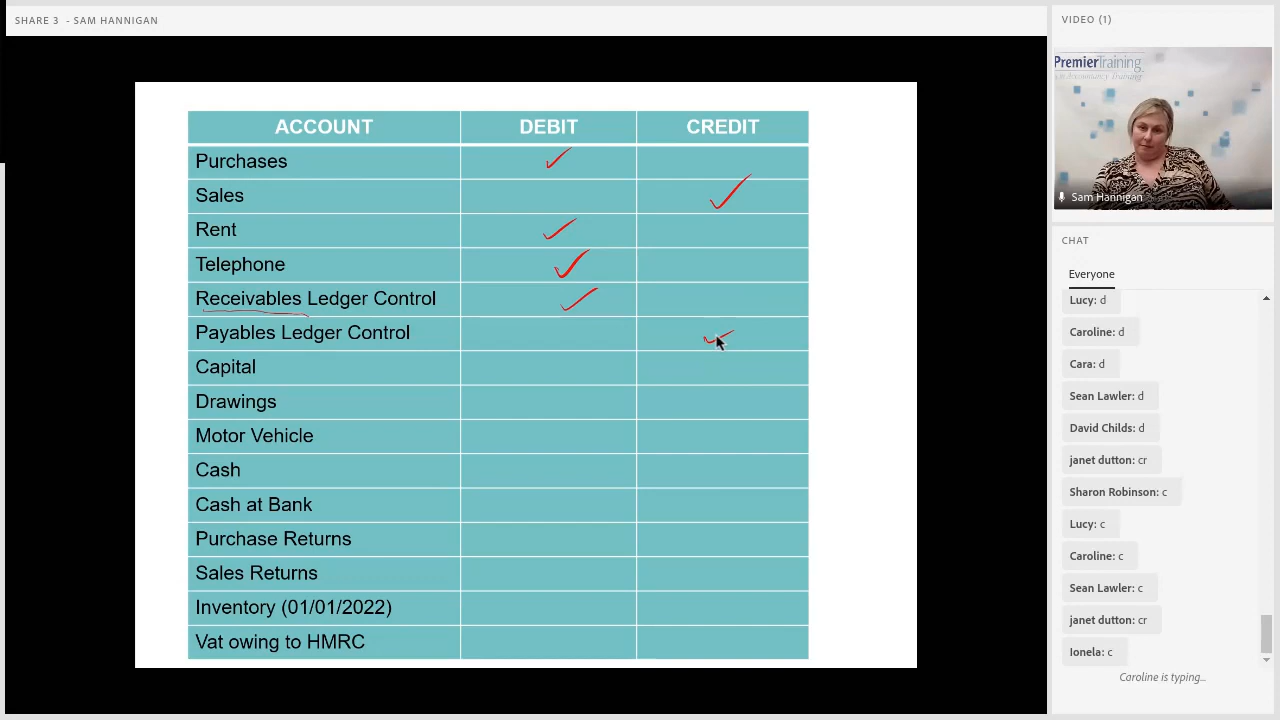 SHARE 3 - SAM HANNIGAN
ACCOUNT DEBIT CREDIT
Purchases
Sales
Rent
Telephone
Receivables Ledger Control
Payables Ledger Control
Capital
Drawings
Motor Vehicle
Cash
Cash at Bank
Purchase Returns
Sales Returns
Inventory (01/01/2022)
Vat owing to HMRC
VIDEO (1)
PremierTraining
Accountancy Training
Sam Hannigan
CHAT
Everyone
Lucy: d
Caroline: d
Cara: d
Sean Lawler: d
David Childs: d
janet dutton: cr
Sharon Robinson: c
Lucy: c
Caroline: c
Sean Lawler: c
janet dutton: cr
Ionela: c
Caroline is typing...